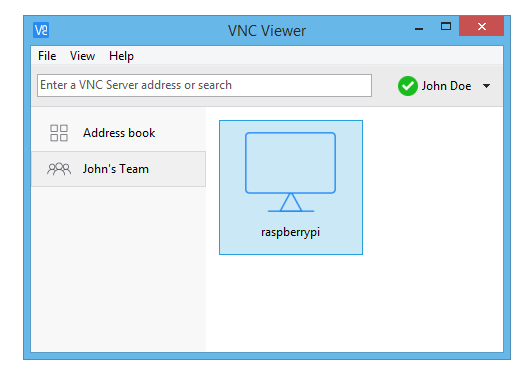 VNC Viewer
File View Help
Enter a VNC Server address or search
John Doe
Address book
John's Team
raspberrypi